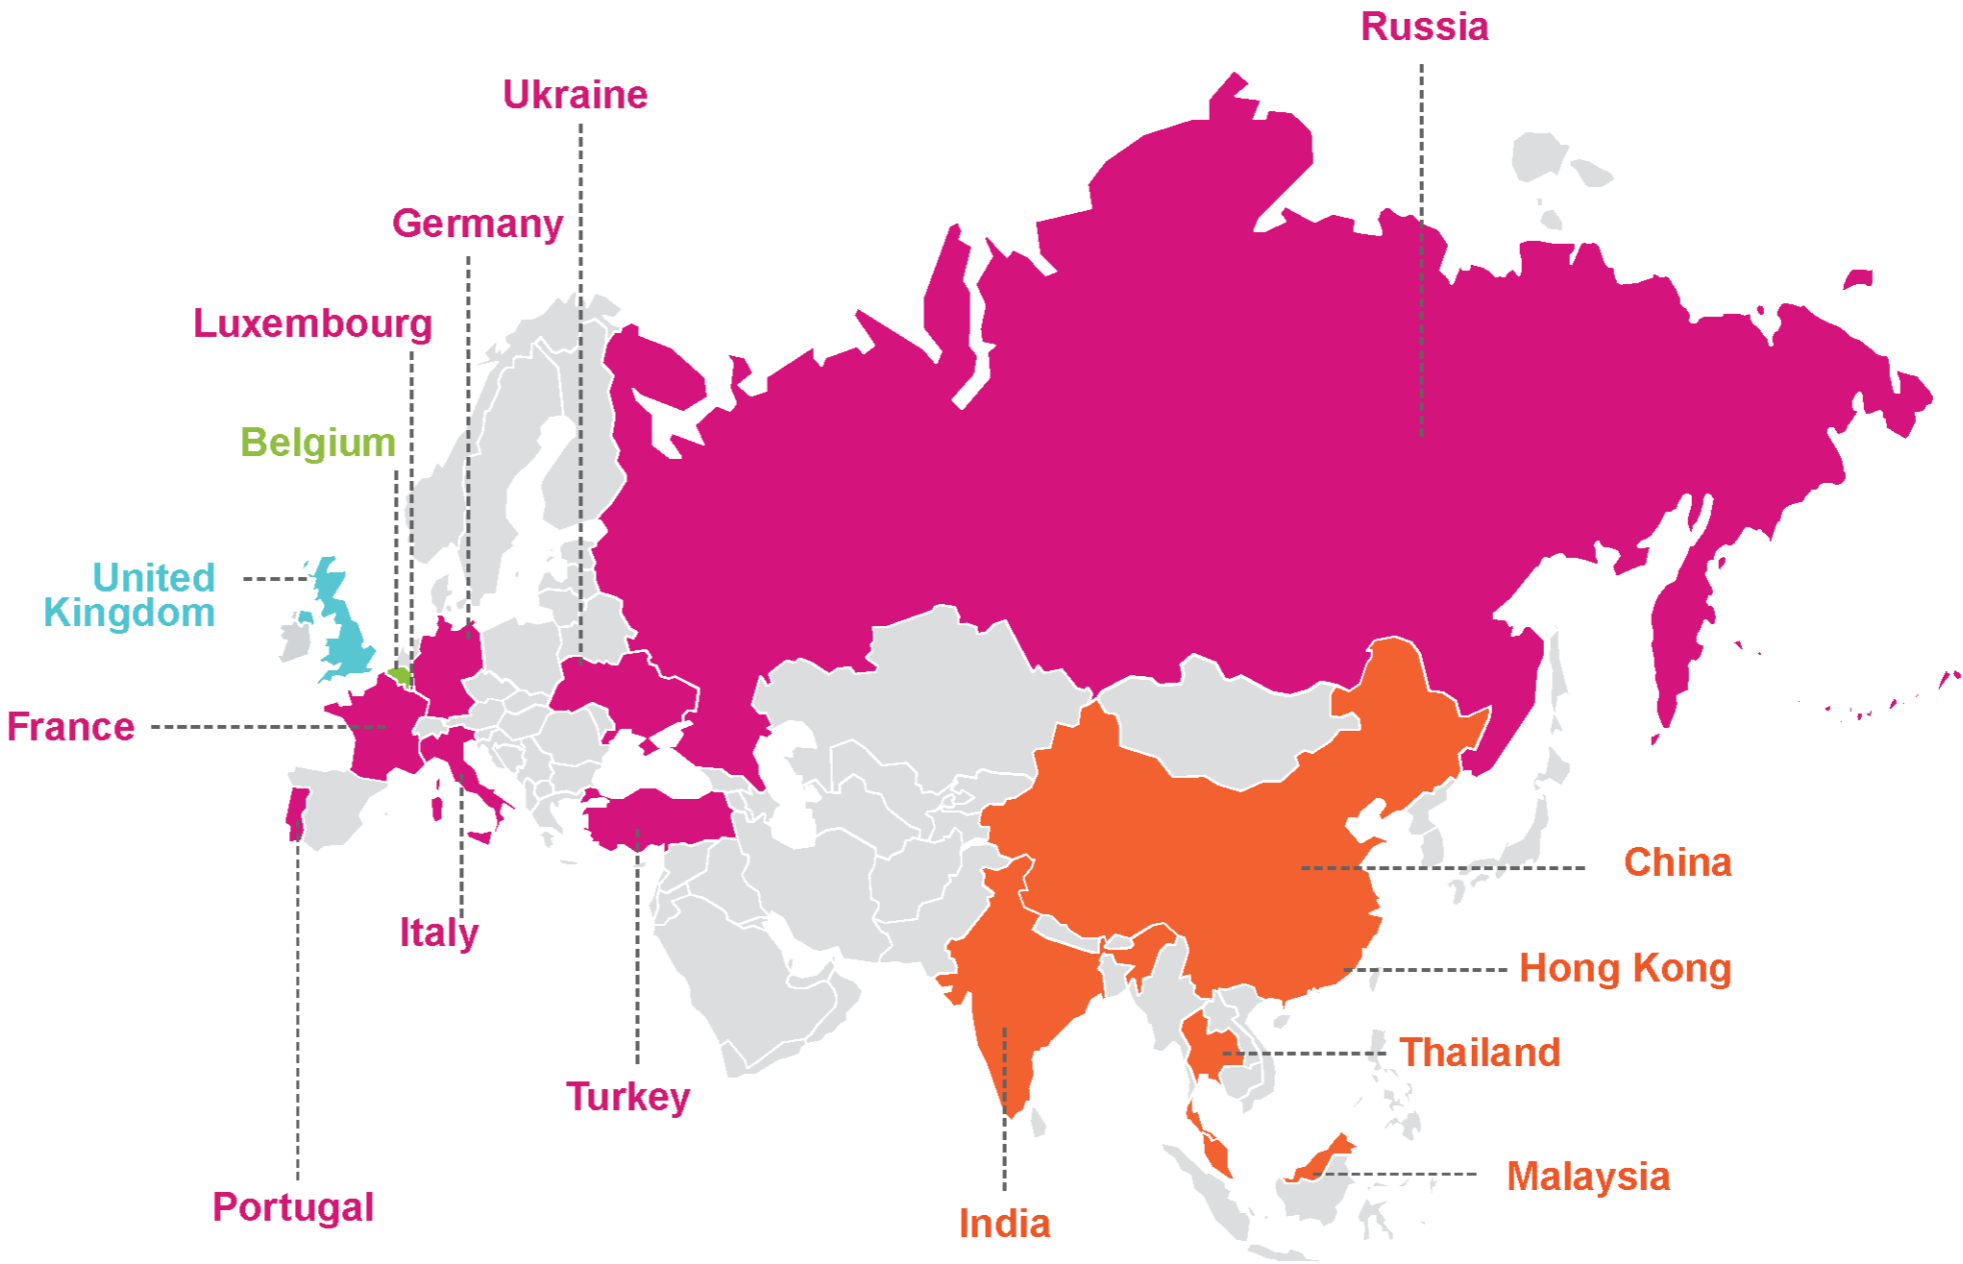 Russia
Ukraine
Germany
Luxembourg
Belgium
United
Kingdom
France
China
Italy
Hong Kong
Thailand
Turkey
Malaysia
Portugal
India